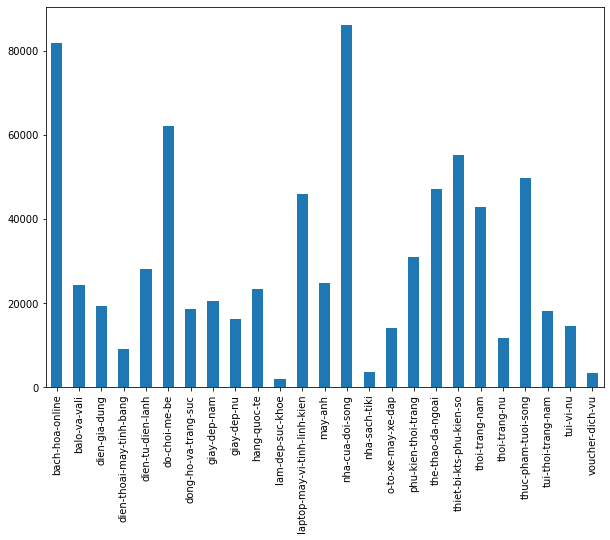 80000
60000
40000
20000
0
bach-hoa-online
balo-va-vali
dien-gia-dung
dien-thoai-may-tinh-bang
dien-tu-dien-lanh
do-choi-me-be
dong-ho-va-trang-suc
giay-dep-nam
giay-dep-nu
hang-quoc-te
lam-dep-suc-khoe
laptop-may-vi-tinh-linh-kien
may-anh
nha-cua-doi-song
nha-sach-tiki
o-to-xe-may-xe-dap
phu-kien-thoi-trang
the-thao-da-ngoai
thiet-bi-kts-phu-kien-so
thoi-trang-nam
thoi-trang-nu
thuc-pham-tuoi-song
tui-thoi-trang-nam
tui-vi-nu
voucher-dich-vu